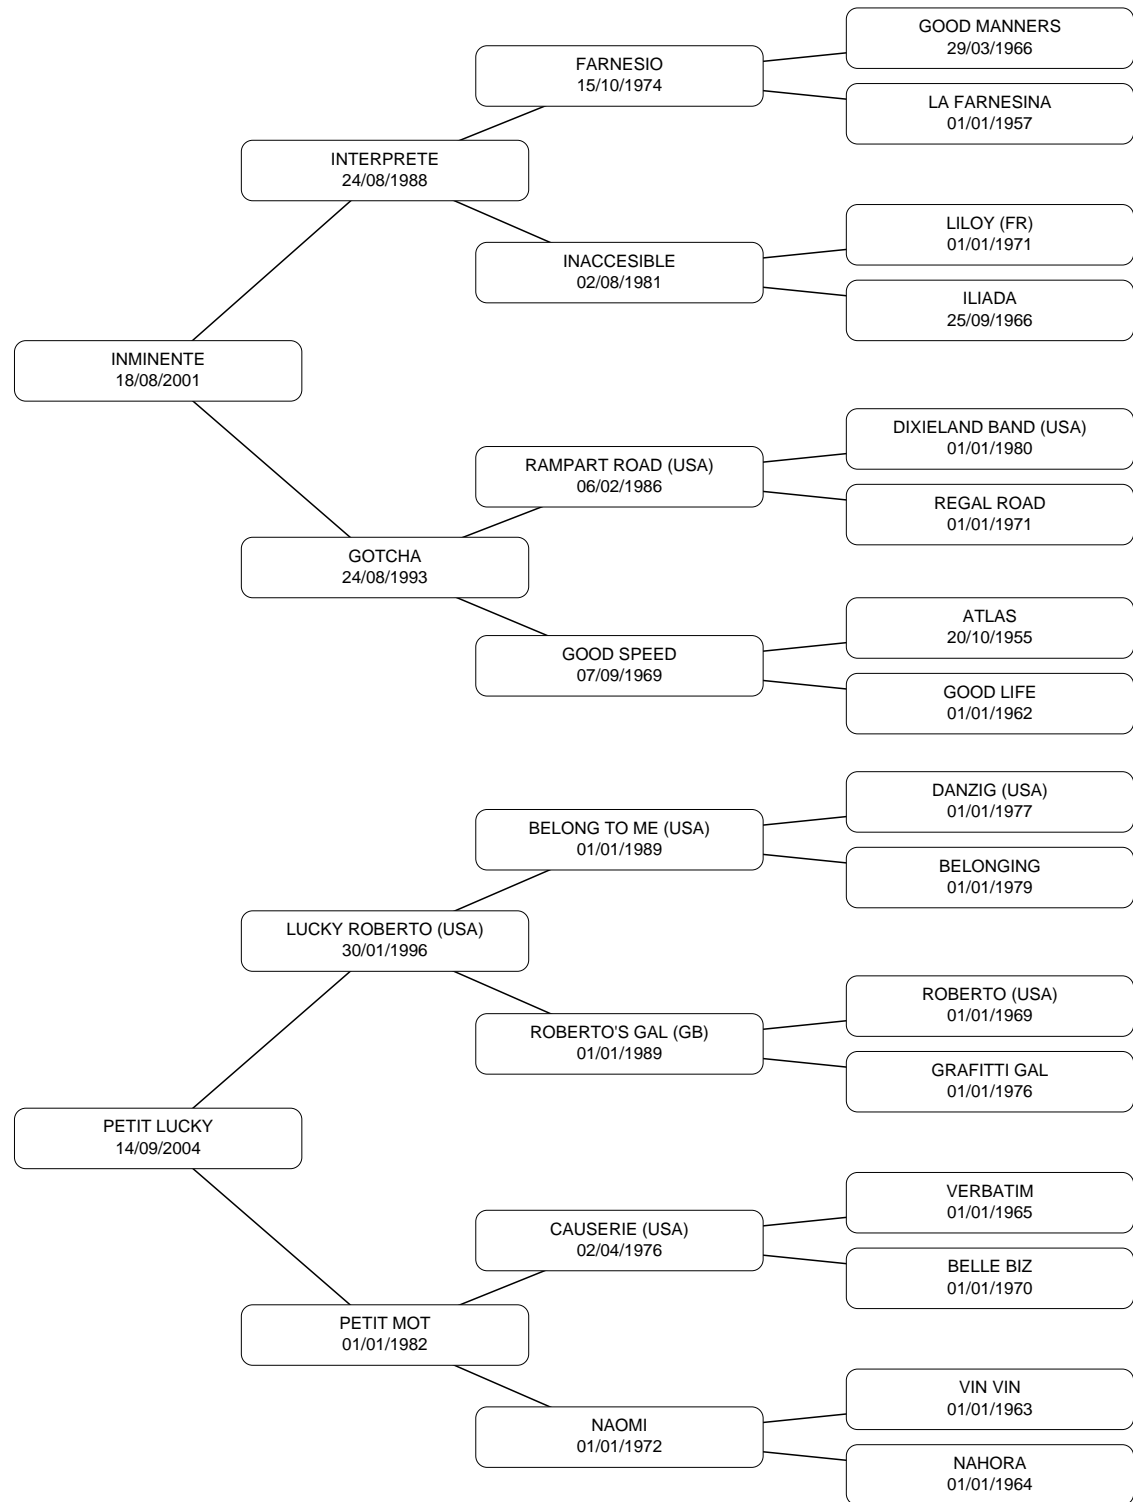 GOOD MANNERS
29/03/1966
FARNESIO
15/10/1974
LA FARNESINA
01/01/1957
INTERPRETE
24/08/1988
LILOY (FR)
01/01/1971
INACCESIBLE
02/08/1981
ILIADA
25/09/1966
INMINENTE
18/08/2001
DIXIELAND BAND (USA)
01/01/1980
RAMPART ROAD (USA)
06/02/1986
REGAL ROAD
01/01/1971
GOTCHA
24/08/1993
ATLAS
20/10/1955
GOOD SPEED
07/09/1969
GOOD LIFE
01/01/1962
DANZIG (USA)
01/01/1977
BELONG TO ME (USA)
01/01/1989
BELONGING
01/01/1979
LUCKY ROBERTO (USA)
30/01/1996
ROBERTO (USA)
01/01/1969
ROBERTO'S GAL (GB)
01/01/1989
GRAFITTI GAL
01/01/1976
PETIT LUCKY
14/09/2004
VERBATIM
01/01/1965
CAUSERIE (USA)
02/04/1976
BELLE BIZ
01/01/1970
PETIT MOT
01/01/1982
VIN VIN
01/01/1963
NAOMI
01/01/1972
NAHORA
01/01/1964